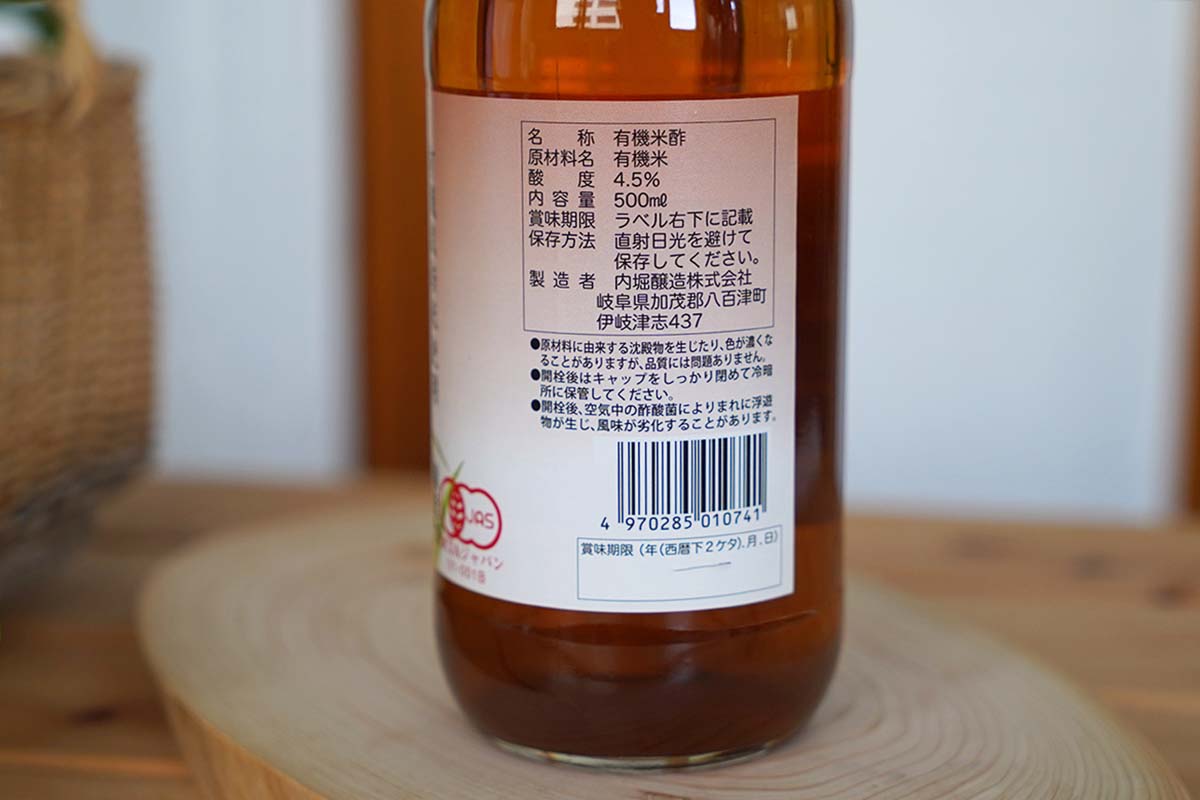 名称 有機米酢
原材料名 有機米
酸度 4.5%
内容量 500mℓ
賞味期限 ラベル右下に記載
保存方法 直射日光を避けて
保存してください。
製造者 内堀醸造株式会社
岐阜県加茂郡八百津町
伊岐津志437
●原材料に由来する沈殿物を生じたり、色が濃くな
ることがありますが、品質には問題ありません。
●開栓後はキャップをしっかり閉めて冷暗
所に保管してください。
●開栓後、空気中の酢酸菌によりまれに浮遊
物が生じ、風味が劣化することがあります。
4 970285 010741
JAS
ジャパン
賞味期限（年(西暦下2ケタ).月.日）